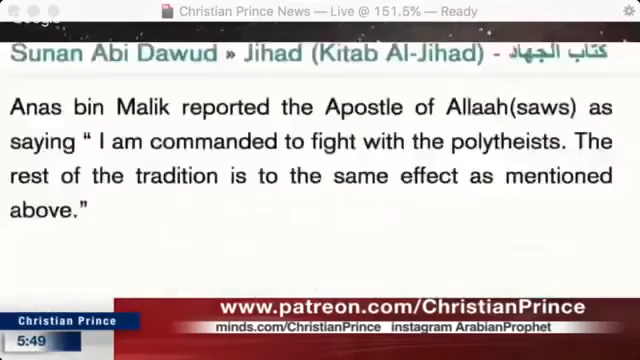 Christian Prince News — Live @ 151.5% — Ready
Sunan Abi Dawud » Jihad (Kitab Al-Jihad) - كتاب الجهاد
Anas bin Malik reported the Apostle of Allaah(saws) as
saying “ I am commanded to fight with the polytheists. The
rest of the tradition is to the same effect as mentioned
above.”
www.patreon.com/ChristianPrince
Christian Prince
minds.com/ChristianPrince instagram ArabianProphet
5:49